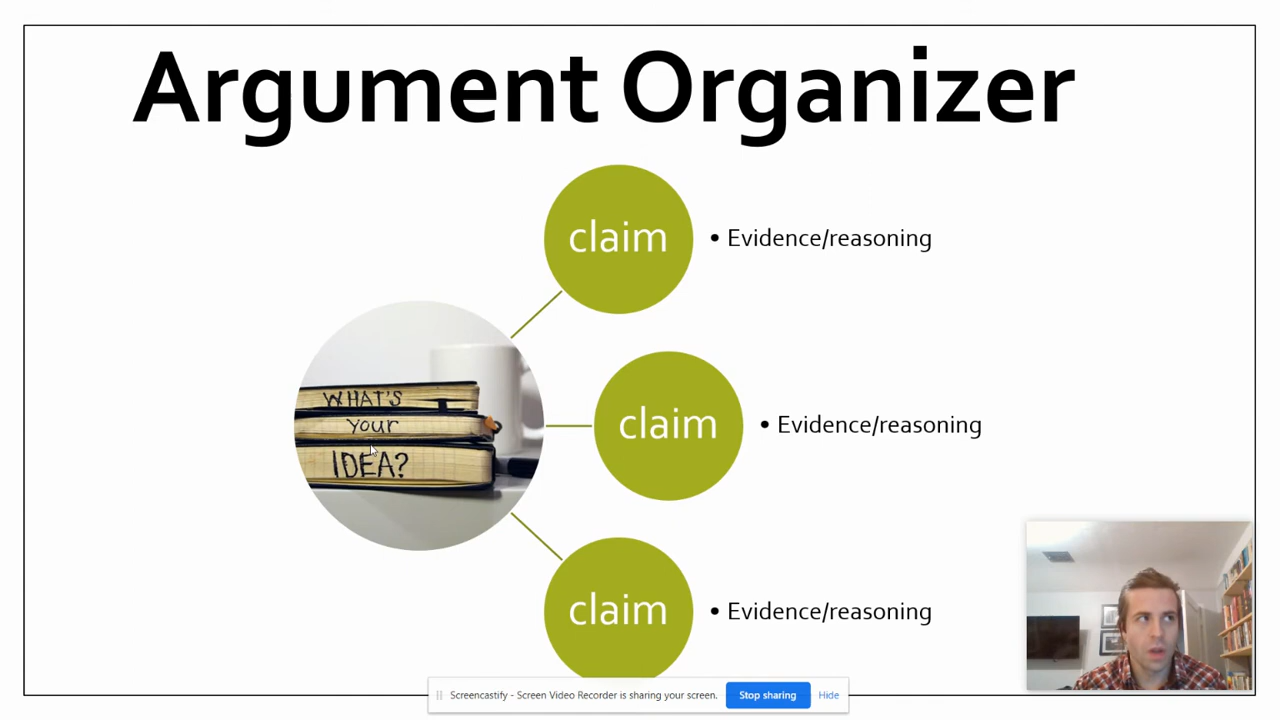 Argument Organizer
claim
• Evidence/reasoning
WHAT'S
your
IDEA?
claim
• Evidence/reasoning
claim
• Evidence/reasoning
Screencastify - Screen Video Recorder is sharing your screen.
Stop sharing
Hide